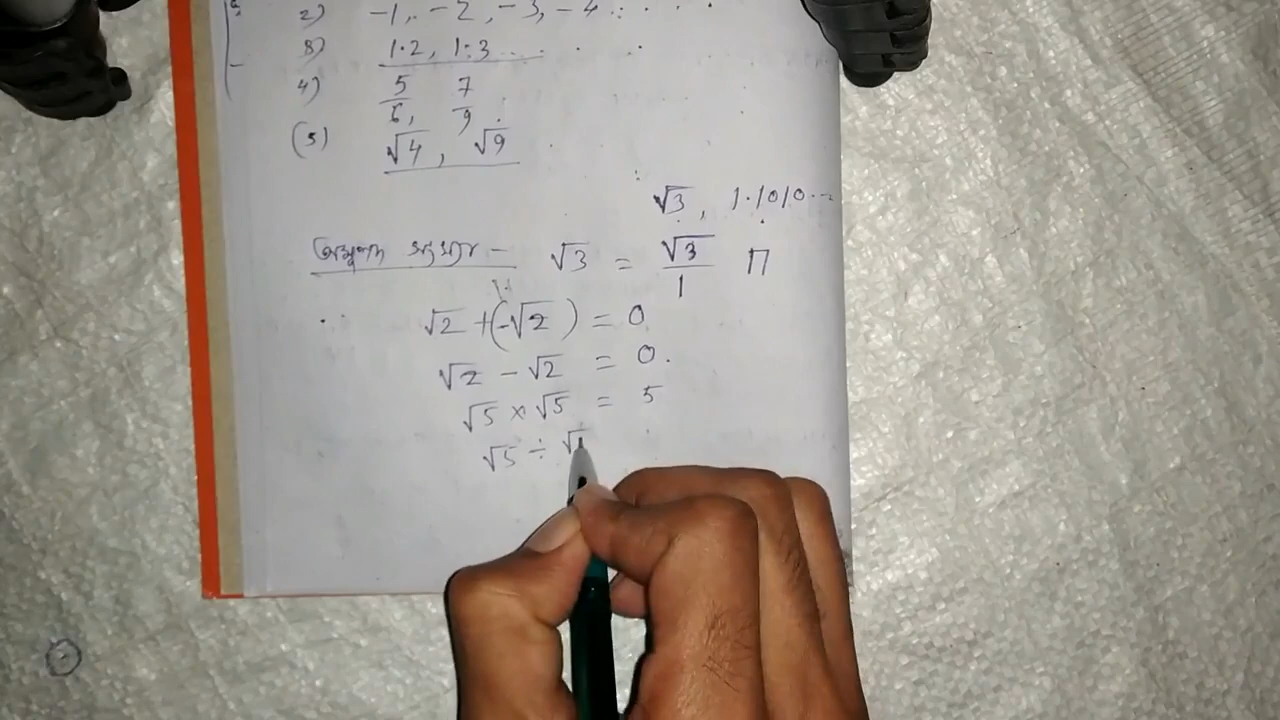 2) -1, -2, -3, -4 . . . . .
3) 1.2, 1.3 ... . .
4) 5/6, 7/9
(5) √4, √9
√3, 1.1010...
অমূলদ সংখ্যা - √3 = √3/1 π
√2 + (-√2) = 0
√2 - √2 = 0.
√5 × √5 = 5
√5 ÷ √